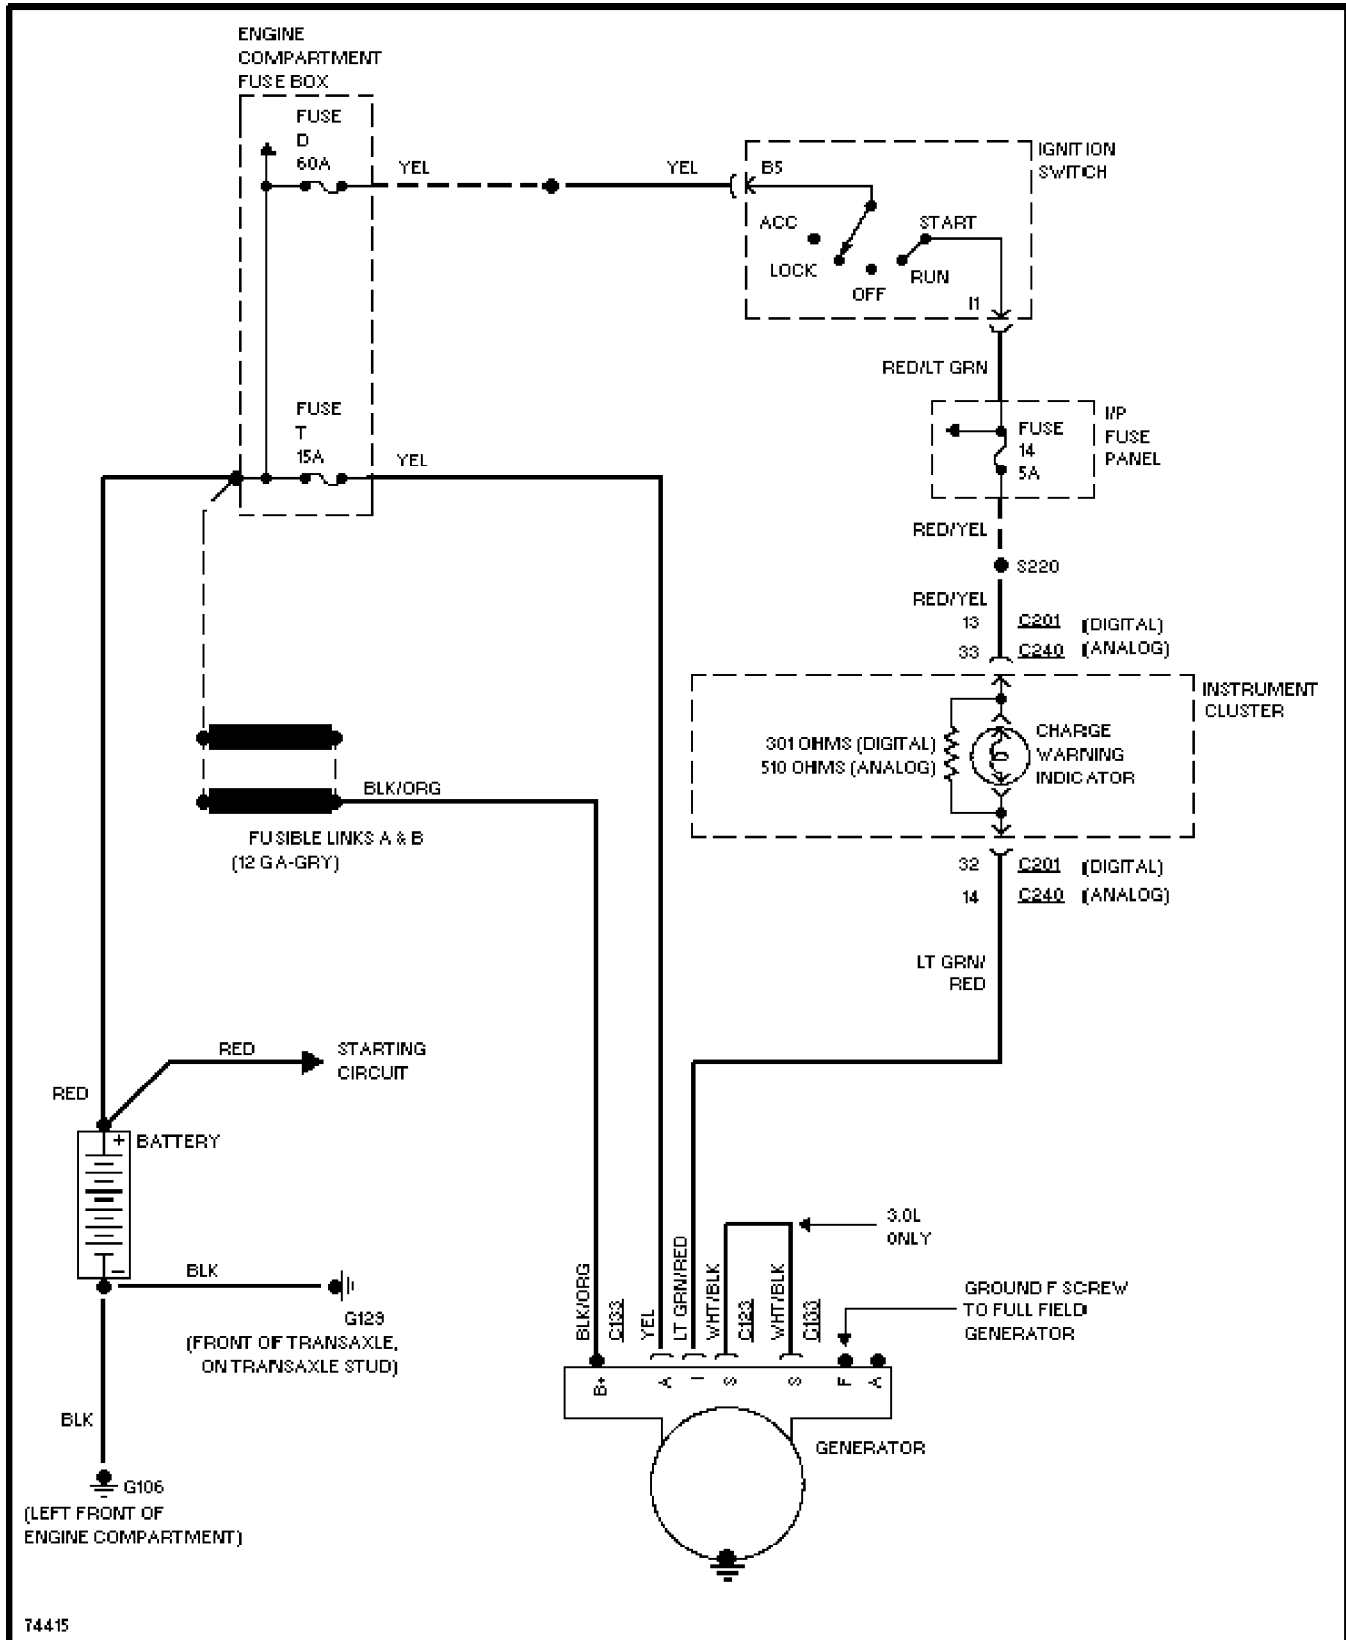 ENGINE
COMPARTMENT
FUSE BOX
FUSE
D
60A
YEL
YEL
B5
IGNITION
SWITCH
ACC
START
LOCK
RUN
OFF
I1
RED/LT GRN
FUSE
T
15A
YEL
FUSE
14
5A
I/P
FUSE
PANEL
RED/YEL
S220
RED/YEL
13 C201 (DIGITAL)
33 C240 (ANALOG)
INSTRUMENT
CLUSTER
301 OHMS (DIGITAL)
510 OHMS (ANALOG)
CHARGE
WARNING
INDICATOR
BLK/ORG
FUSIBLE LINKS A & B
(12 GA-GRY)
32 C201 (DIGITAL)
14 C240 (ANALOG)
LT GRN/
RED
RED
STARTING
CIRCUIT
RED
+
BATTERY
−
BLK
G129
(FRONT OF TRANSAXLE,
ON TRANSAXLE STUD)
BLK
G106
(LEFT FRONT OF
ENGINE COMPARTMENT)
3.0L
ONLY
GROUND F SCREW
TO FULL FIELD
GENERATOR
BLK/ORG
C133
YEL
LT GRN/RED
WHT/BLK
C123
WHT/BLK
C133
B+
A
I
S
S
F
A
GENERATOR
74415